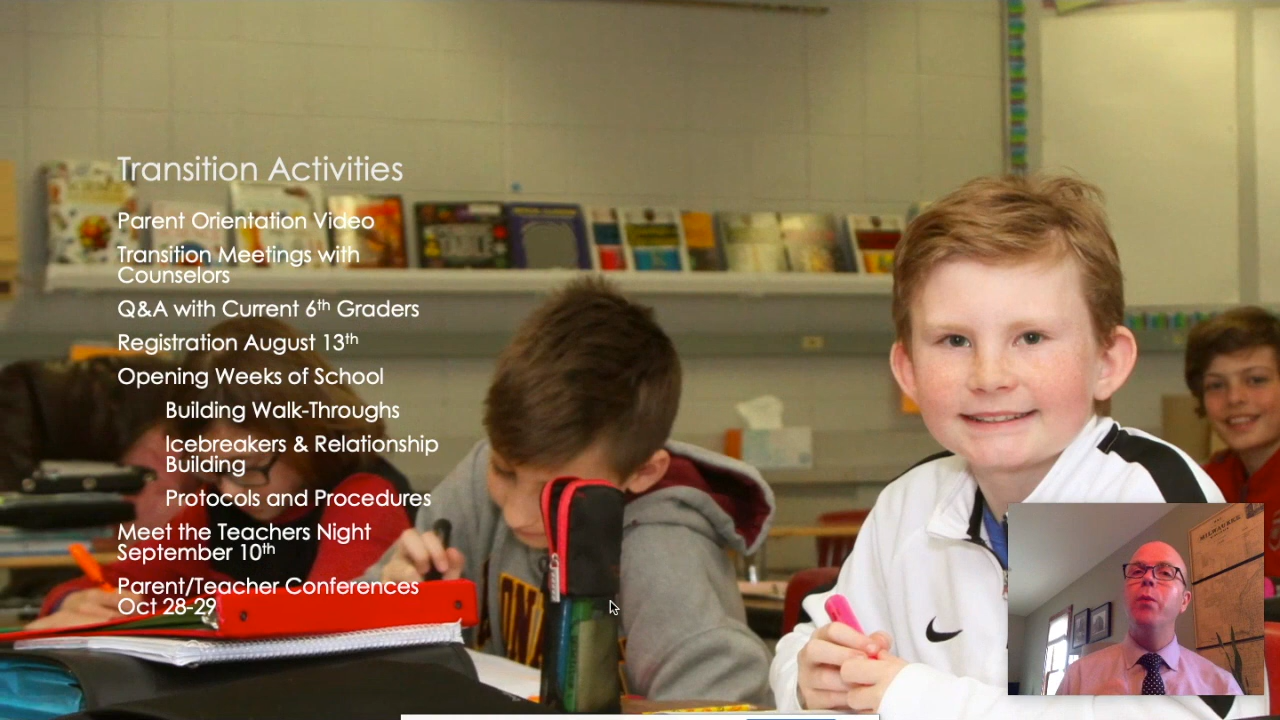 Transition Activities
Parent Orientation Video
Transition Meetings with
Counselors
Q&A with Current 6th Graders
Registration August 13th
Opening Weeks of School
Building Walk-Throughs
Icebreakers & Relationship
Building
Protocols and Procedures
Meet the Teachers Night
September 10th
Parent/Teacher Conferences
Oct 28-29
MILWAUKEE